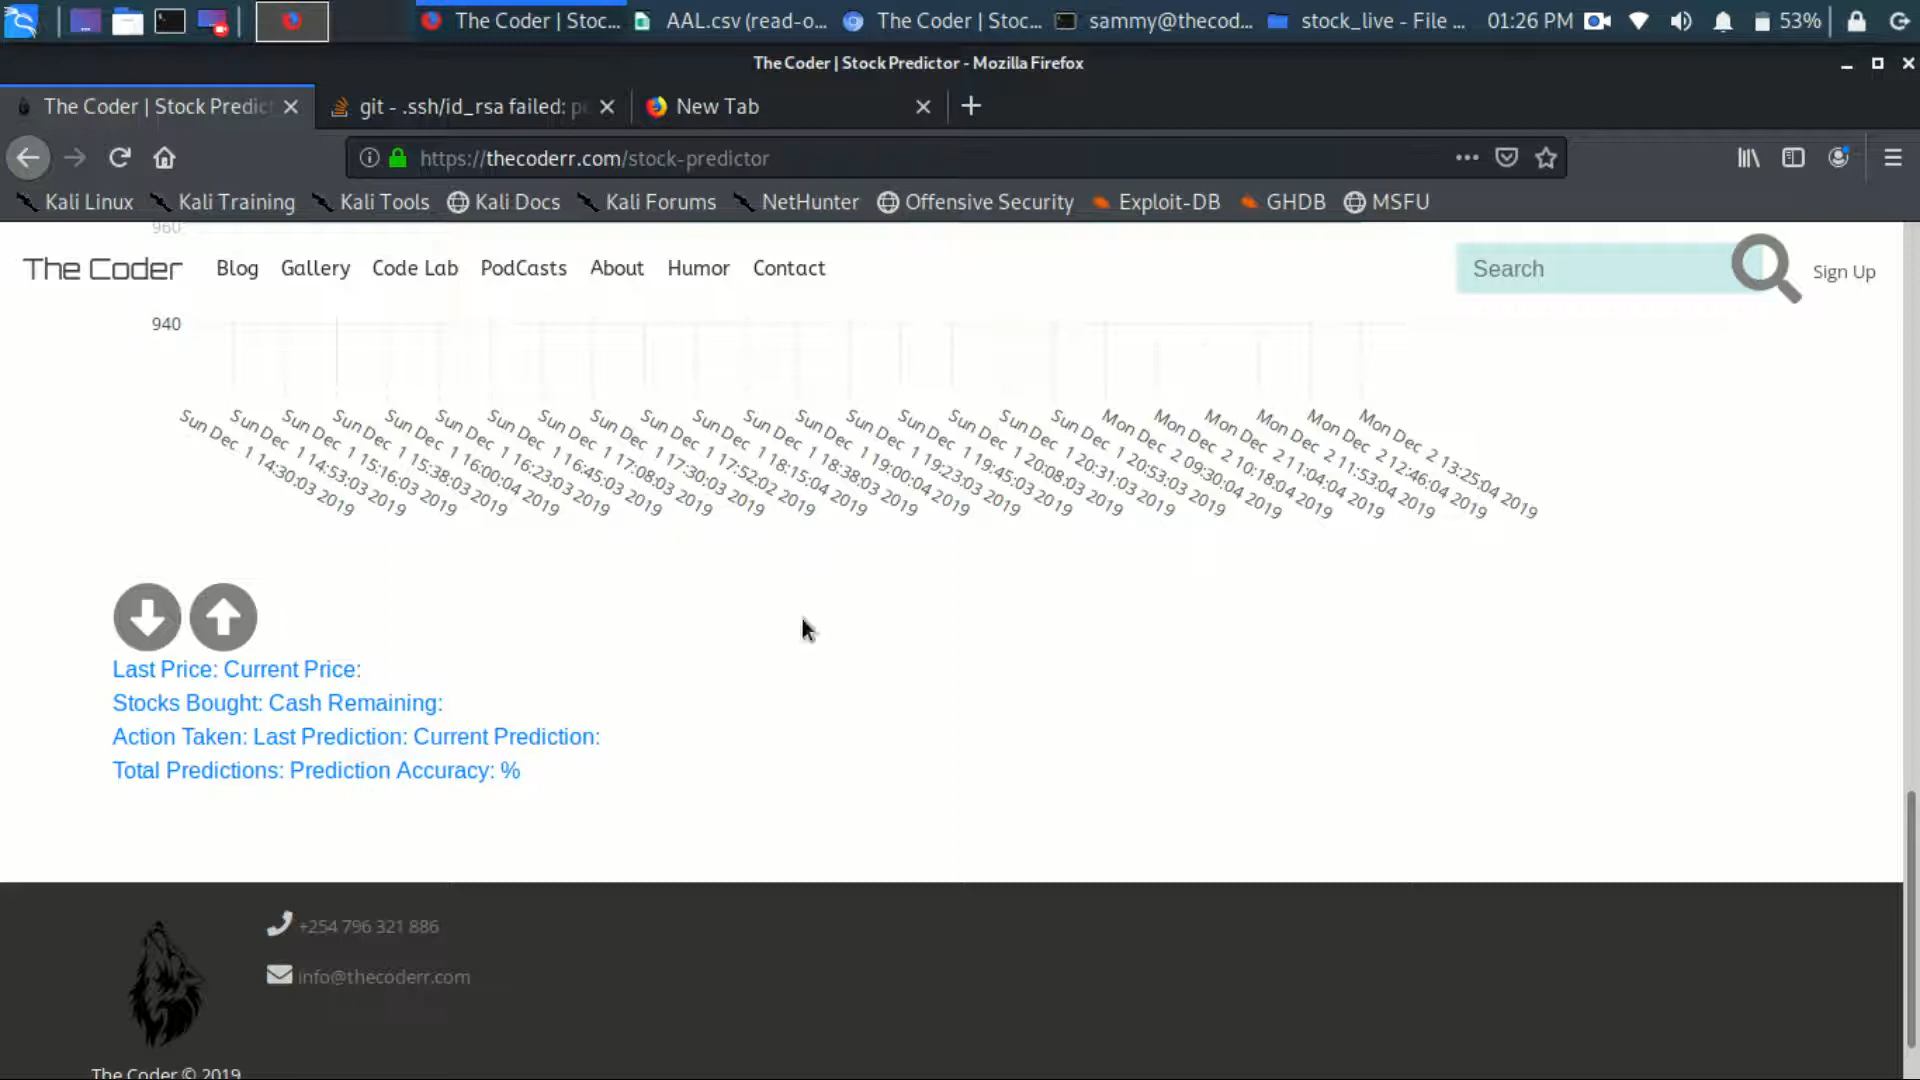 The Coder | Stoc... AAL.csv (read-o... The Coder | Stoc... sammy@thecod... stock_live - File ... 01:26 PM 53%
The Coder | Stock Predictor - Mozilla Firefox
The Coder | Stock Predict git - .ssh/id_rsa failed: pe New Tab
https://thecoderr.com/stock-predictor
Kali Linux Kali Training Kali Tools Kali Docs Kali Forums NetHunter Offensive Security Exploit-DB GHDB MSFU
960
The Coder Blog Gallery Code Lab PodCasts About Humor Contact Search Sign Up
940
Sun Dec 1 14:30:03 2019
Sun Dec 1 14:53:03 2019
Sun Dec 1 15:16:03 2019
Sun Dec 1 15:38:03 2019
Sun Dec 1 16:00:04 2019
Sun Dec 1 16:23:03 2019
Sun Dec 1 16:45:03 2019
Sun Dec 1 17:08:03 2019
Sun Dec 1 17:30:03 2019
Sun Dec 1 17:52:02 2019
Sun Dec 1 18:15:04 2019
Sun Dec 1 18:38:03 2019
Sun Dec 1 19:00:04 2019
Sun Dec 1 19:23:03 2019
Sun Dec 1 19:45:03 2019
Sun Dec 1 20:08:03 2019
Sun Dec 1 20:31:03 2019
Sun Dec 1 20:53:03 2019
Mon Dec 2 09:30:04 2019
Mon Dec 2 10:18:04 2019
Mon Dec 2 11:04:04 2019
Mon Dec 2 11:53:04 2019
Mon Dec 2 12:46:04 2019
Mon Dec 2 13:25:04 2019
Last Price: Current Price:
Stocks Bought: Cash Remaining:
Action Taken: Last Prediction: Current Prediction:
Total Predictions: Prediction Accuracy: %
+254 796 321 886
info@thecoderr.com
The Coder © 2019